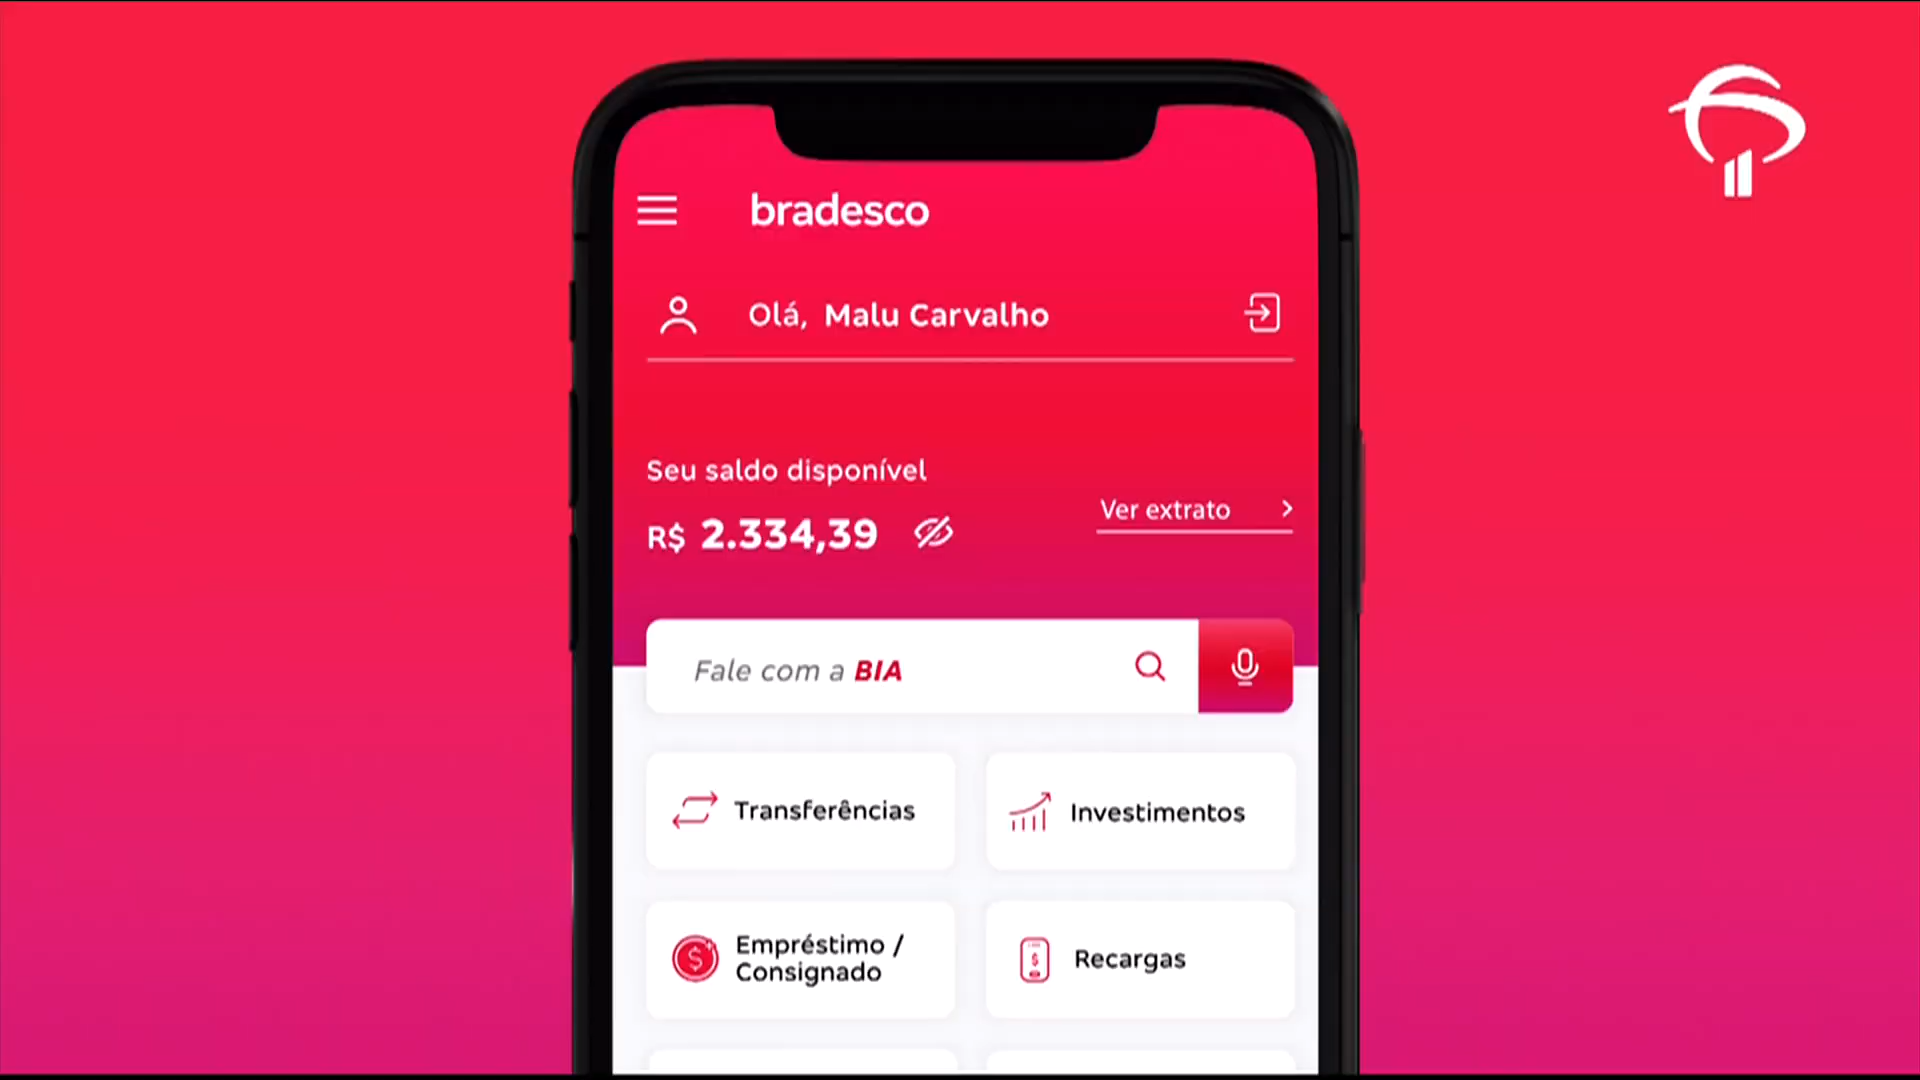 bradesco
Olá, Malu Carvalho
Seu saldo disponível
R$ 2.334,39
Ver extrato
Fale com a BIA
Transferências
Investimentos
Empréstimo /
Consignado
Recargas